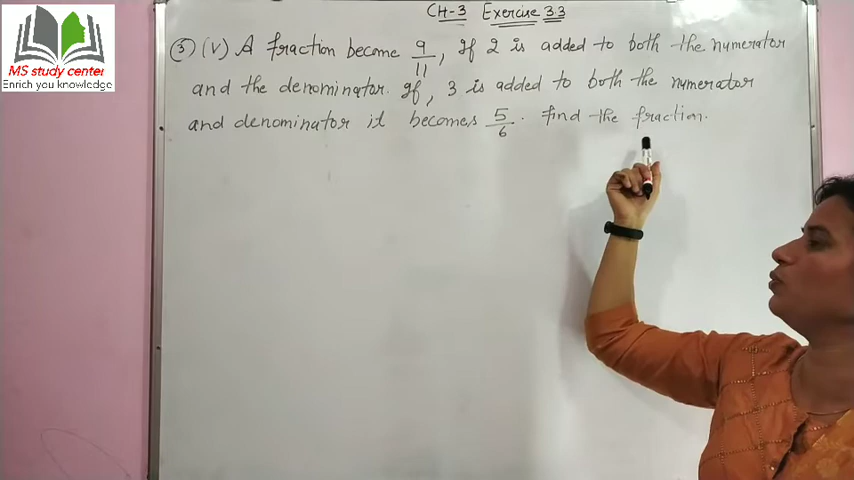 MS study center
Enrich you knowledge
CH-3 Exercise 3.3
③ (V) A fraction become 9/11, If 2 is added to both the numerator
and the denominator. If, 3 is added to both the numerator
and denominator it becomes 5/6. find the fraction.